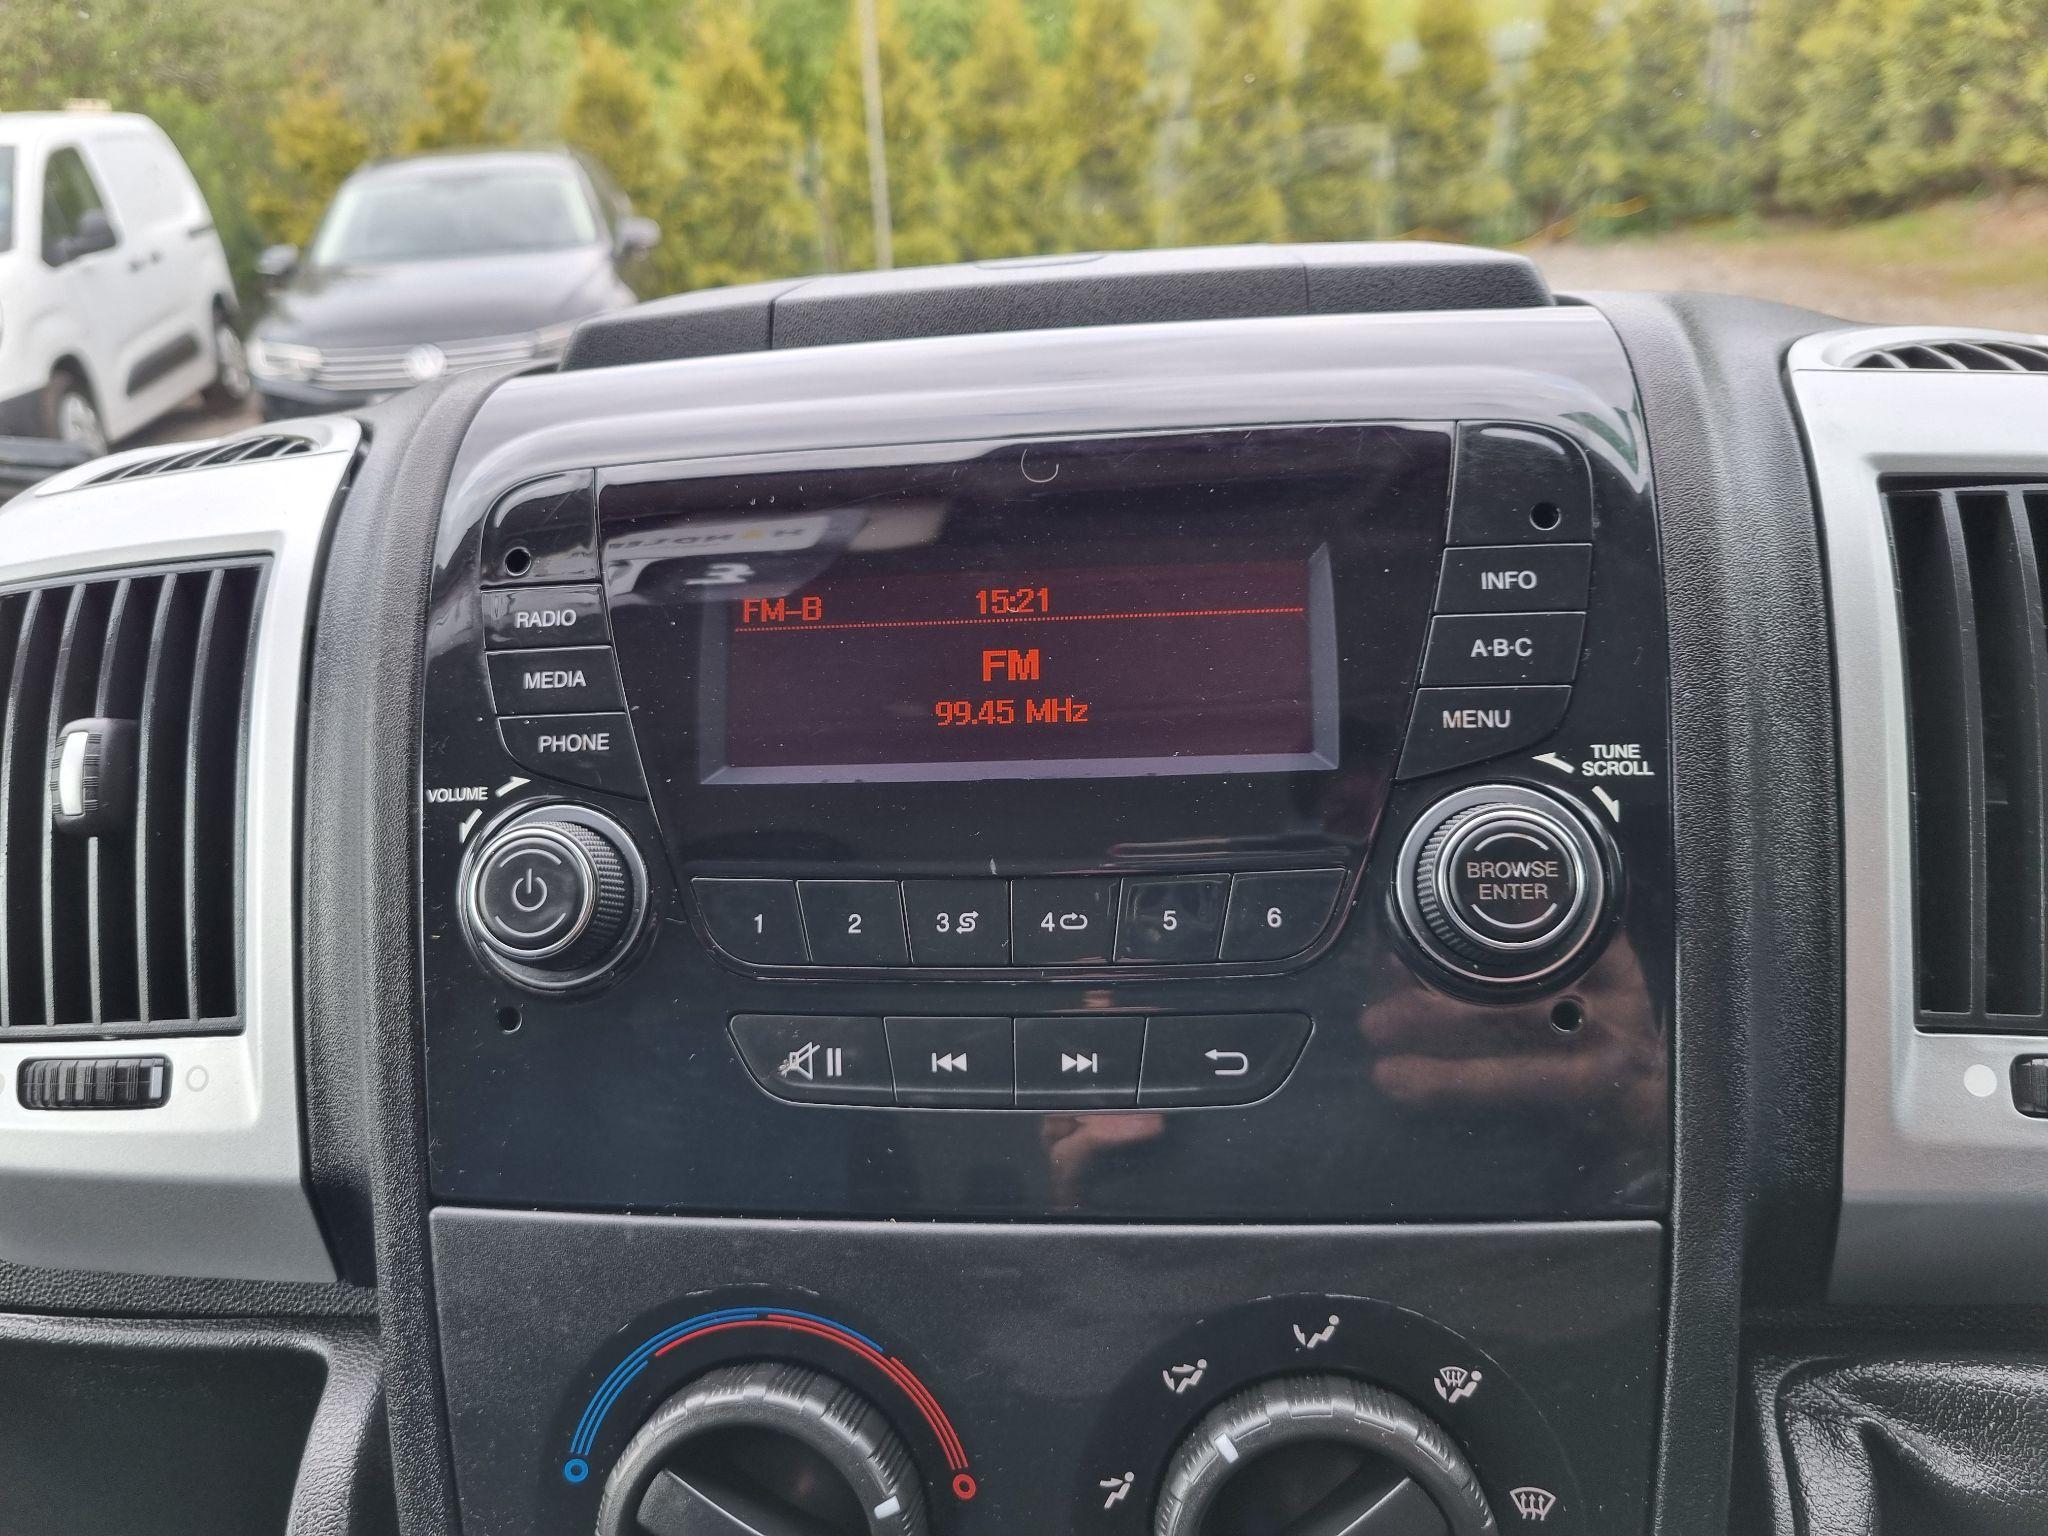 FM-B 15:21
FM
99.45 MHz
RADIO
MEDIA
PHONE
VOLUME
INFO
A·B·C
MENU
TUNE
SCROLL
BROWSE
ENTER
1 2 3 4 5 6